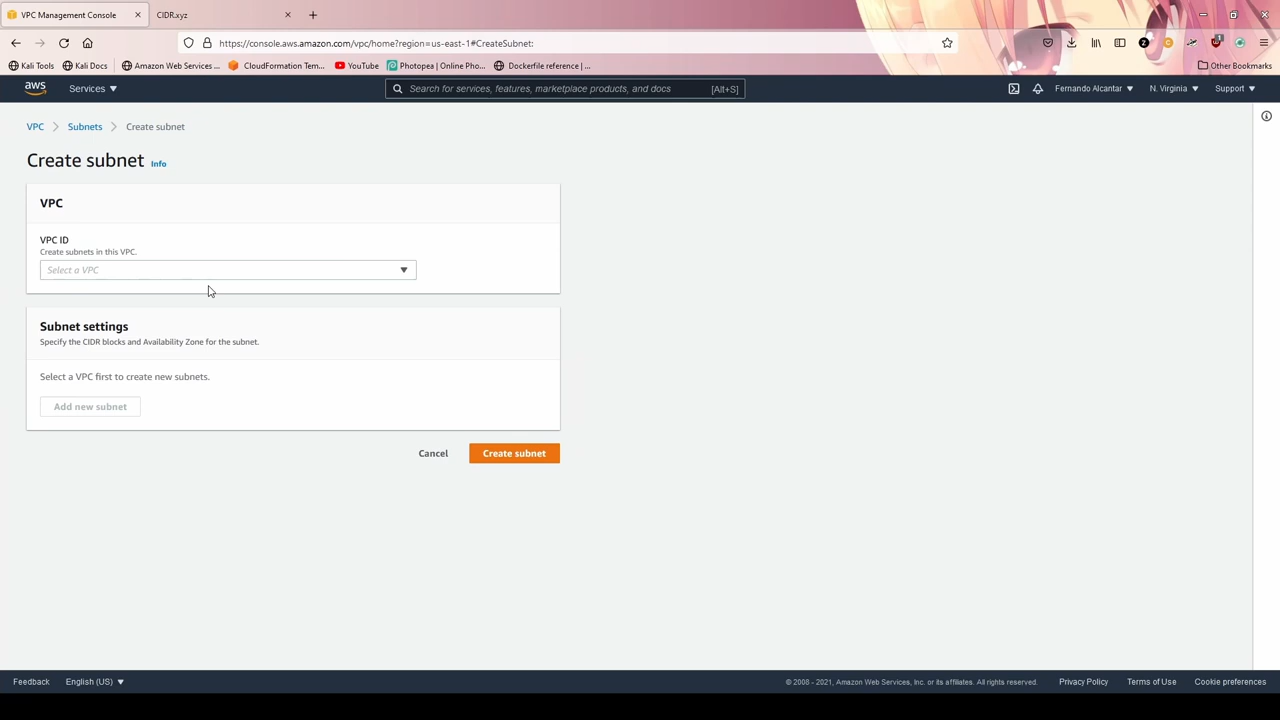 VPC Management Console
CIDR.xyz
https://console.aws.amazon.com/vpc/home?region=us-east-1#CreateSubnet:
Kali Tools
Kali Docs
Amazon Web Services ...
CloudFormation Tem...
YouTube
Photopea | Online Pho...
Dockerfile reference | ...
Other Bookmarks
aws
Services
Search for services, features, marketplace products, and docs
[Alt+S]
Fernando Alcantar
N. Virginia
Support
VPC
Subnets
Create subnet
Create subnet
Info
VPC
VPC ID
Create subnets in this VPC.
Select a VPC
Subnet settings
Specify the CIDR blocks and Availability Zone for the subnet.
Select a VPC first to create new subnets.
Add new subnet
Cancel
Create subnet
Feedback
English (US)
© 2008 - 2021, Amazon Web Services, Inc. or its affiliates. All rights reserved.
Privacy Policy
Terms of Use
Cookie preferences